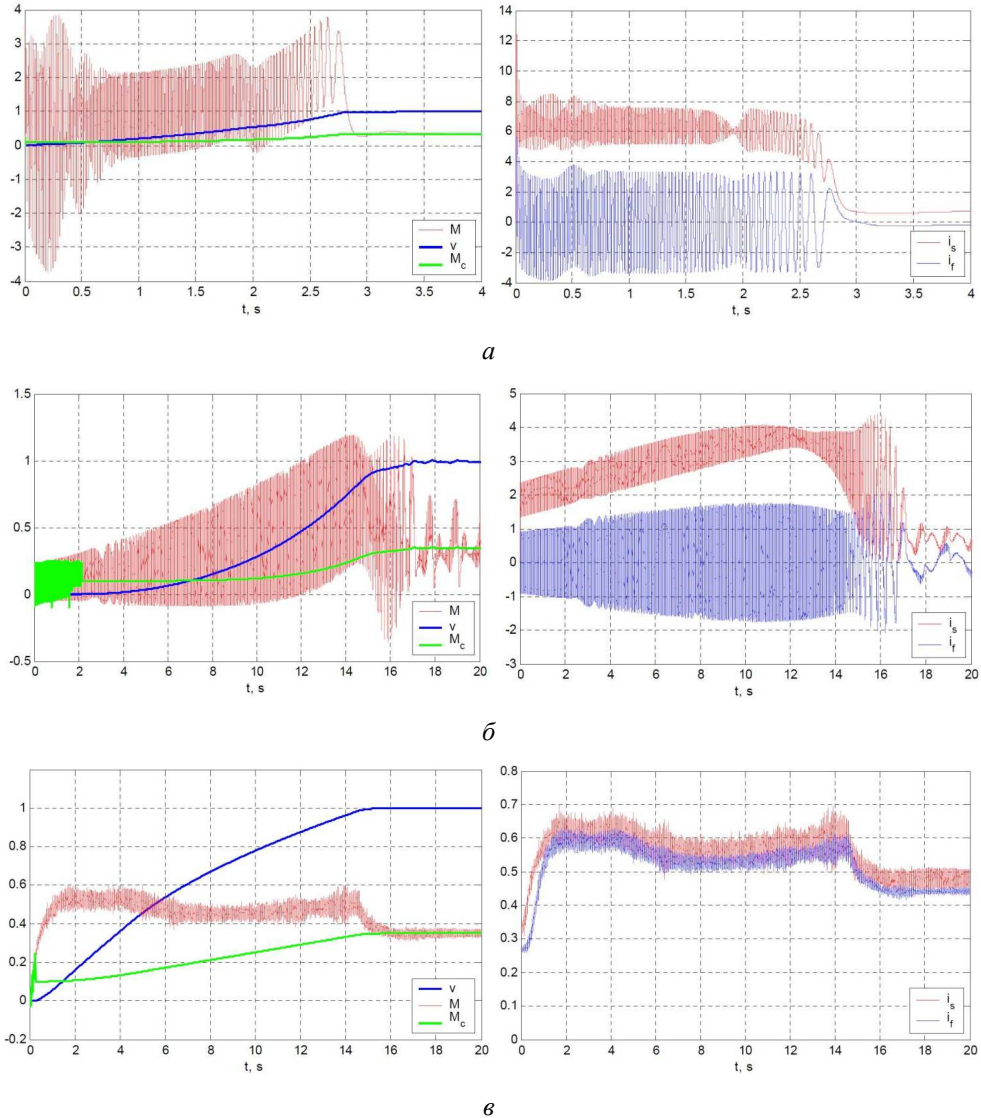 4
3
2
1
0
-1
-2
-3
-4
0 0.5 1 1.5 2 2.5 3 3.5 4
t, s
M
v
M_c
14
12
10
8
6
4
2
0
-2
-4
0 0.5 1 1.5 2 2.5 3 3.5 4
t, s
i_s
i_f
а
1.5
1
0.5
0
-0.5
0 2 4 6 8 10 12 14 16 18 20
t, s
M
v
M_c
5
4
3
2
1
0
-1
-2
-3
0 2 4 6 8 10 12 14 16 18 20
t, s
i_s
i_f
б
1
0.8
0.6
0.4
0.2
0
-0.2
0 2 4 6 8 10 12 14 16 18 20
t, s
v
M
M_c
0.8
0.7
0.6
0.5
0.4
0.3
0.2
0.1
0
0 2 4 6 8 10 12 14 16 18 20
t, s
i_s
i_f
в